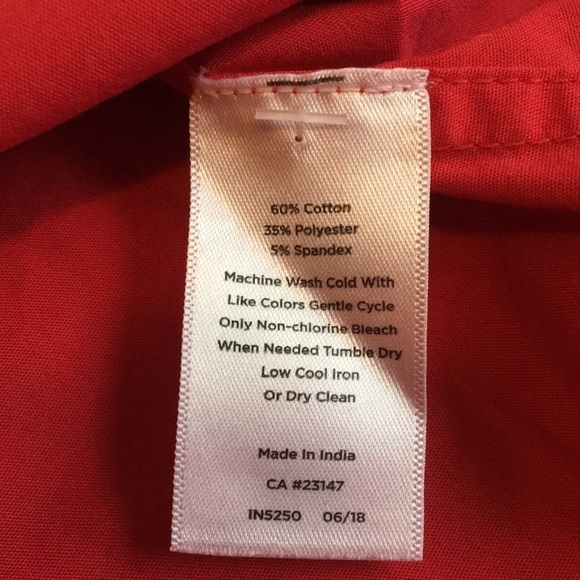 60% Cotton
35% Polyester
5% Spandex
Machine Wash Cold With
Like Colors Gentle Cycle
Only Non-chlorine Bleach
When Needed Tumble Dry
Low Cool Iron
Or Dry Clean
Made In India
CA #23147
IN5250 06/18